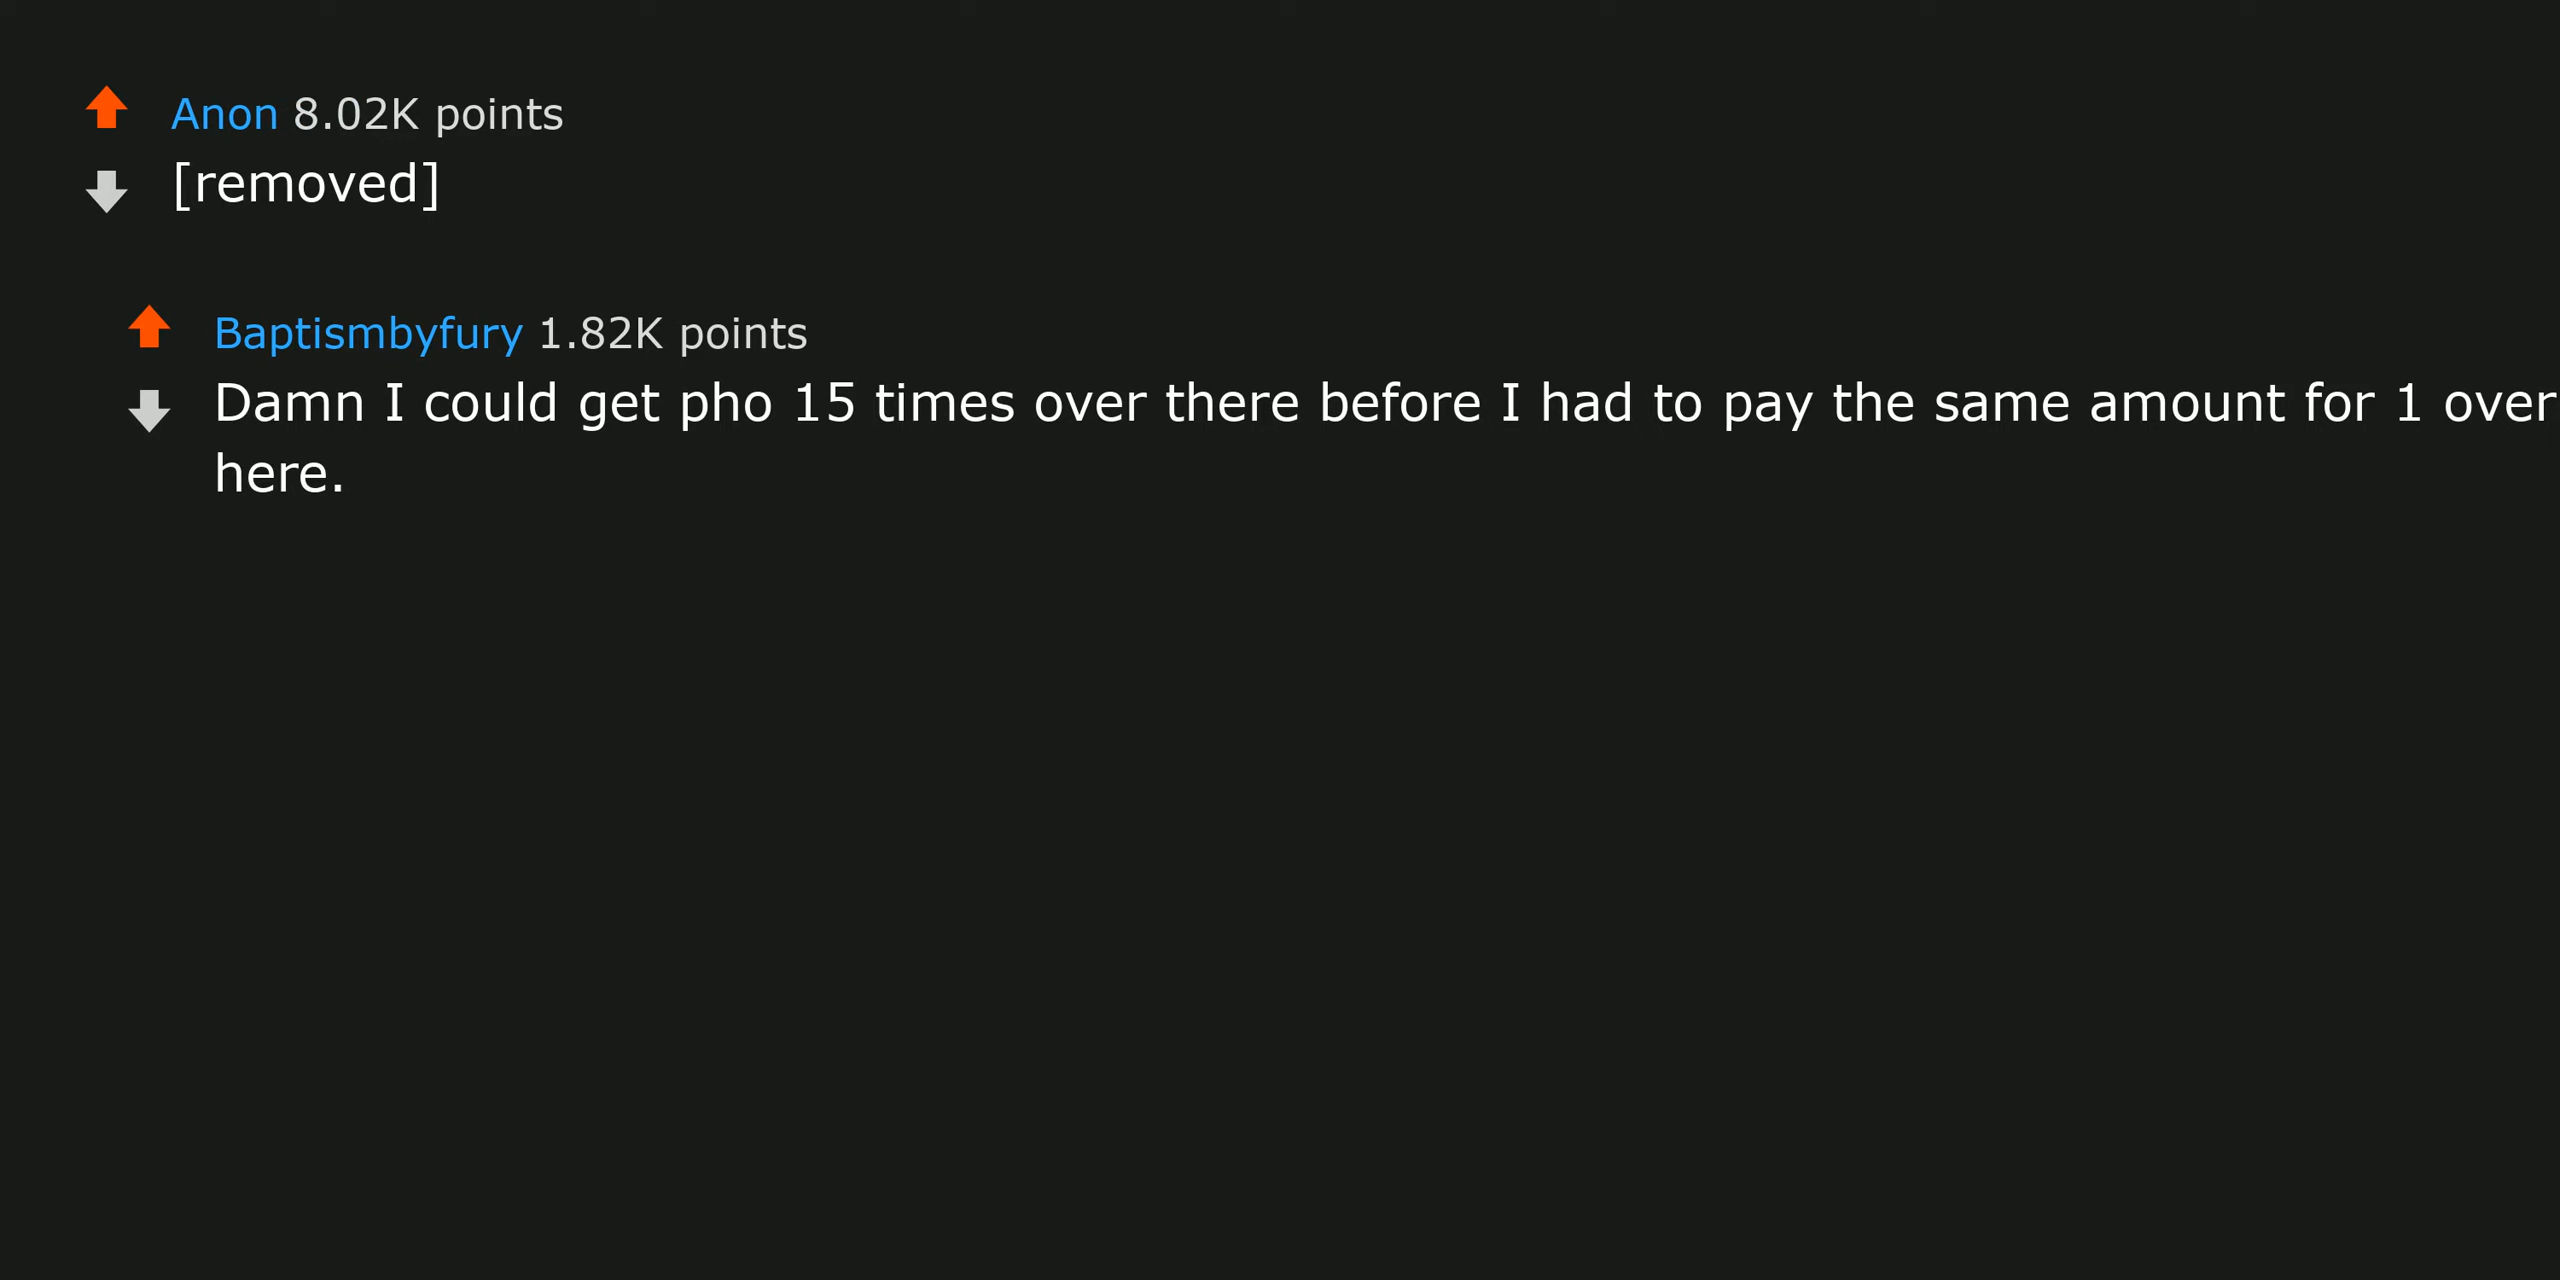 Anon 8.02K points
[removed]
Baptismbyfury 1.82K points
Damn I could get pho 15 times over there before I had to pay the same amount for 1 over
here.